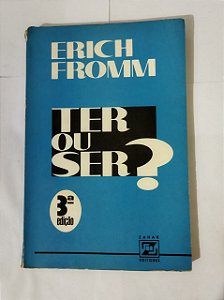 ERICH
FROMM
TER
OU
SER?
3ª
edição
ZAHAR
EDITORES